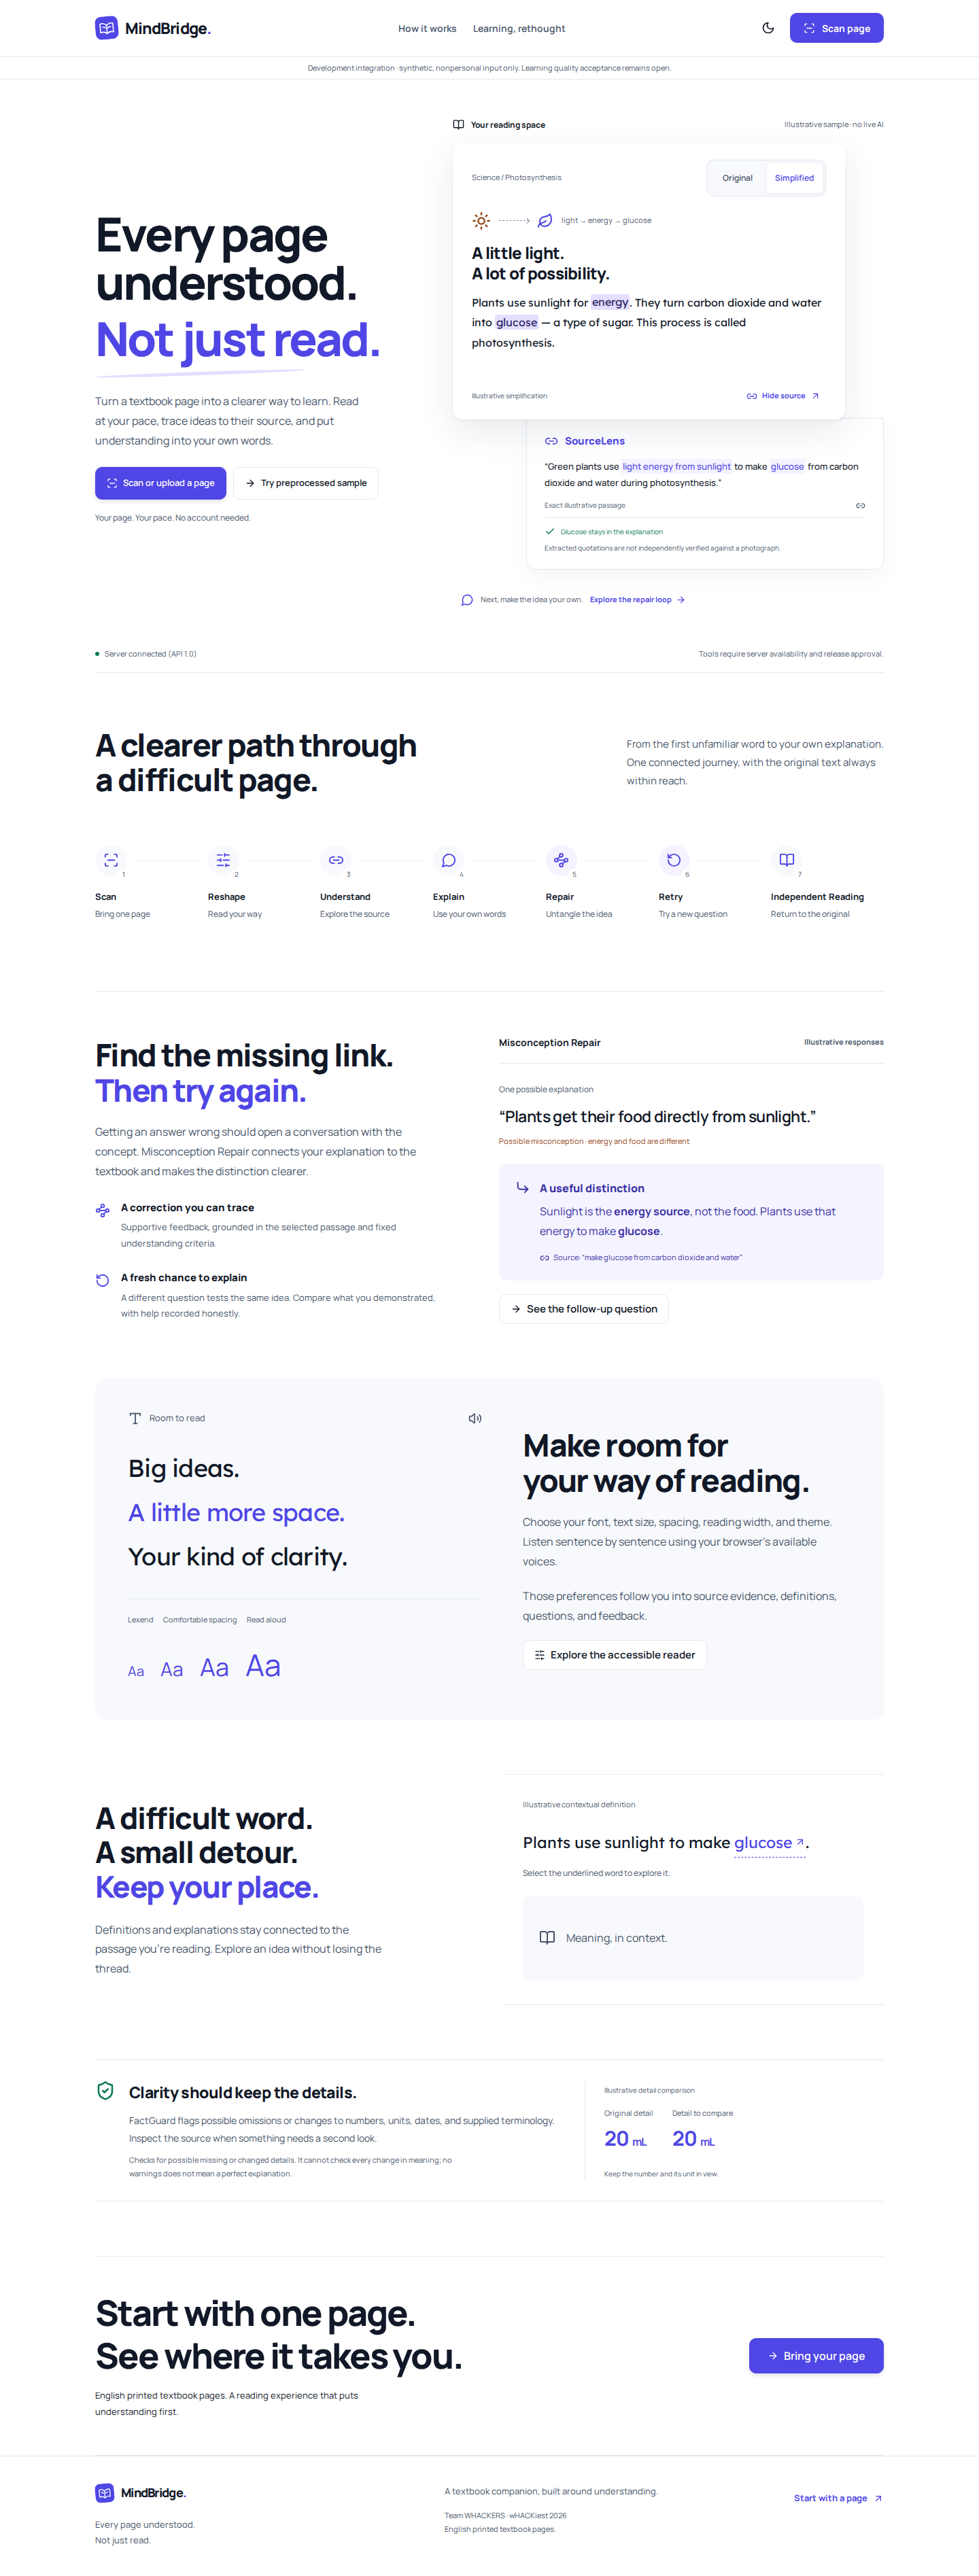 MindBridge.
How it works
Learning, rethought
Scan page
Development integration · synthetic, nonpersonal input only. Learning quality acceptance remains open.
Every page
understood.
Not just read.
Turn a textbook page into a clearer way to learn. Read
at your pace, trace ideas to their source, and put
understanding into your own words.
Scan or upload a page
Try preprocessed sample
Your page. Your pace. No account needed.
Your reading space
Illustrative sample · no live AI
Science / Photosynthesis
Original
Simplified
light → energy → glucose
A little light.
A lot of possibility.
Plants use sunlight for energy. They turn carbon dioxide and water
into glucose — a type of sugar. This process is called
photosynthesis.
Illustrative simplification
Hide source
SourceLens
“Green plants use light energy from sunlight to make glucose from carbon
dioxide and water during photosynthesis.”
Exact illustrative passage
Glucose stays in the explanation
Extracted quotations are not independently verified against a photograph.
Next, make the idea your own.
Explore the repair loop
Server connected (API 1.0)
Tools require server availability and release approval.
A clearer path through
a difficult page.
From the first unfamiliar word to your own explanation.
One connected journey, with the original text always
within reach.
1
Scan
Bring one page
2
Reshape
Read your way
3
Understand
Explore the source
4
Explain
Use your own words
5
Repair
Untangle the idea
6
Retry
Try a new question
7
Independent Reading
Return to the original
Find the missing link.
Then try again.
Getting an answer wrong should open a conversation with the
concept. Misconception Repair connects your explanation to the
textbook and makes the distinction clearer.
A correction you can trace
Supportive feedback, grounded in the selected passage and fixed
understanding criteria.
A fresh chance to explain
A different question tests the same idea. Compare what you demonstrated,
with help recorded honestly.
Misconception Repair
Illustrative responses
One possible explanation
“Plants get their food directly from sunlight.”
Possible misconception · energy and food are different
A useful distinction
Sunlight is the energy source, not the food. Plants use that
energy to make glucose.
Source: “make glucose from carbon dioxide and water”
See the follow-up question
Room to read
Big ideas.
A little more space.
Your kind of clarity.
Lexend
Comfortable spacing
Read aloud
Aa Aa Aa Aa
Make room for
your way of reading.
Choose your font, text size, spacing, reading width, and theme.
Listen sentence by sentence using your browser’s available
voices.
Those preferences follow you into source evidence, definitions,
questions, and feedback.
Explore the accessible reader
A difficult word.
A small detour.
Keep your place.
Definitions and explanations stay connected to the
passage you’re reading. Explore an idea without losing the
thread.
Illustrative contextual definition
Plants use sunlight to make glucose.
Select the underlined word to explore it.
Meaning, in context.
Clarity should keep the details.
FactGuard flags possible omissions or changes to numbers, units, dates, and supplied terminology.
Inspect the source when something needs a second look.
Checks for possible missing or changed details. It cannot check every change in meaning; no
warnings does not mean a perfect explanation.
Illustrative detail comparison
Original detail
20 mL
Detail to compare
20 mL
Keep the number and its unit in view.
Start with one page.
See where it takes you.
English printed textbook pages. A reading experience that puts
understanding first.
Bring your page
MindBridge.
Every page understood.
Not just read.
A textbook companion, built around understanding.
Team WHACKERS · wHACKiest 2026
English printed textbook pages.
Start with a page